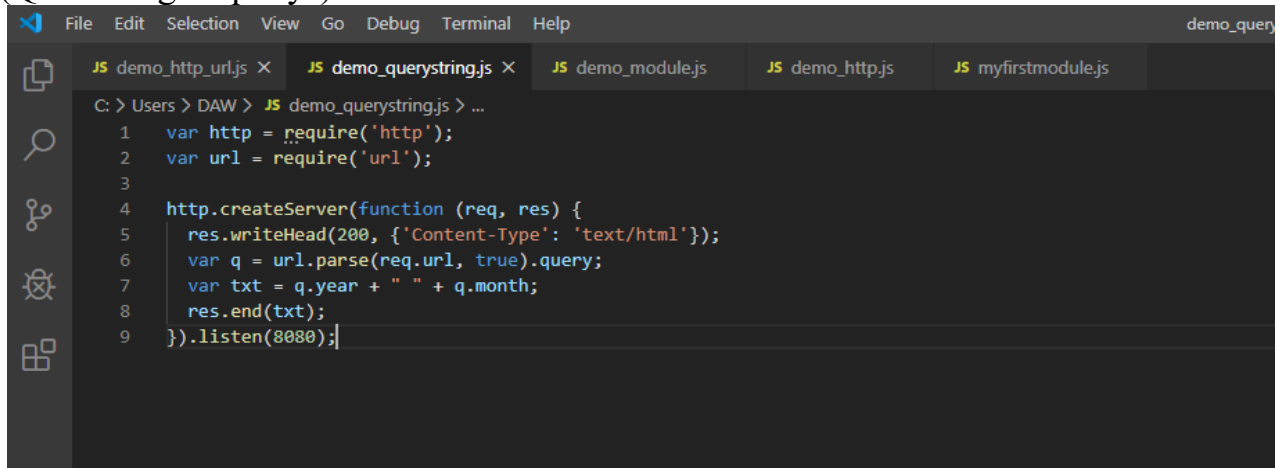 File Edit Selection View Go Debug Terminal Help demo_query
JS demo_http_url.js × JS demo_querystring.js × JS demo_module.js JS demo_http.js JS myfirstmodule.js
C: > Users > DAW > JS demo_querystring.js > ...
1 var http = require('http');
2 var url = require('url');
3
4 http.createServer(function (req, res) {
5 res.writeHead(200, {'Content-Type': 'text/html'});
6 var q = url.parse(req.url, true).query;
7 var txt = q.year + " " + q.month;
8 res.end(txt);
9 }).listen(8080);